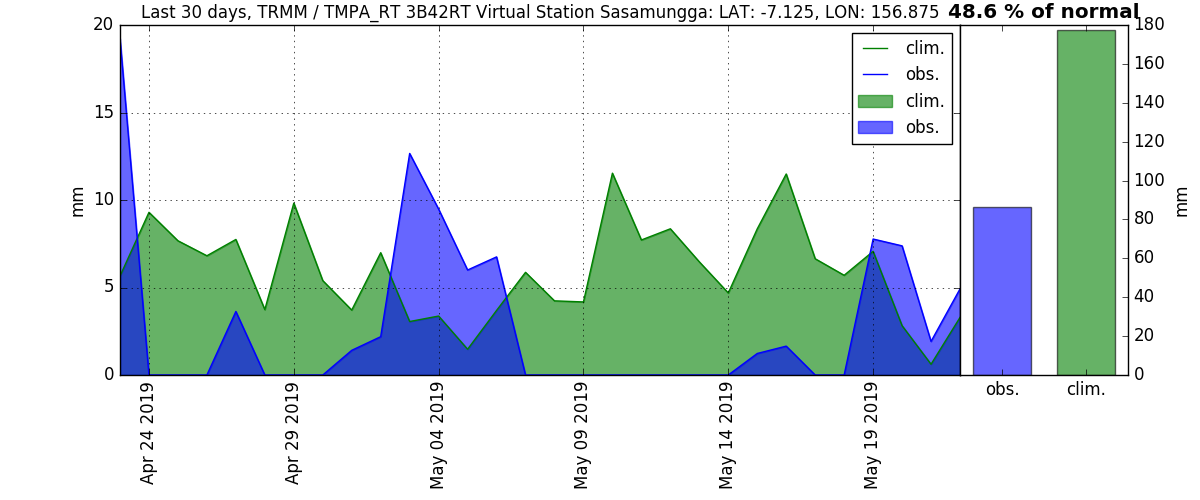 Last 30 days, TRMM / TMPA_RT 3B42RT Virtual Station Sasamungga: LAT: -7.125, LON: 156.875
48.6 % of normal
20
15
10
5
0
mm
clim.
obs.
clim.
obs.
180
160
140
120
100
80
60
40
20
0
mm
obs.
clim.
Apr 24 2019
Apr 29 2019
May 04 2019
May 09 2019
May 14 2019
May 19 2019